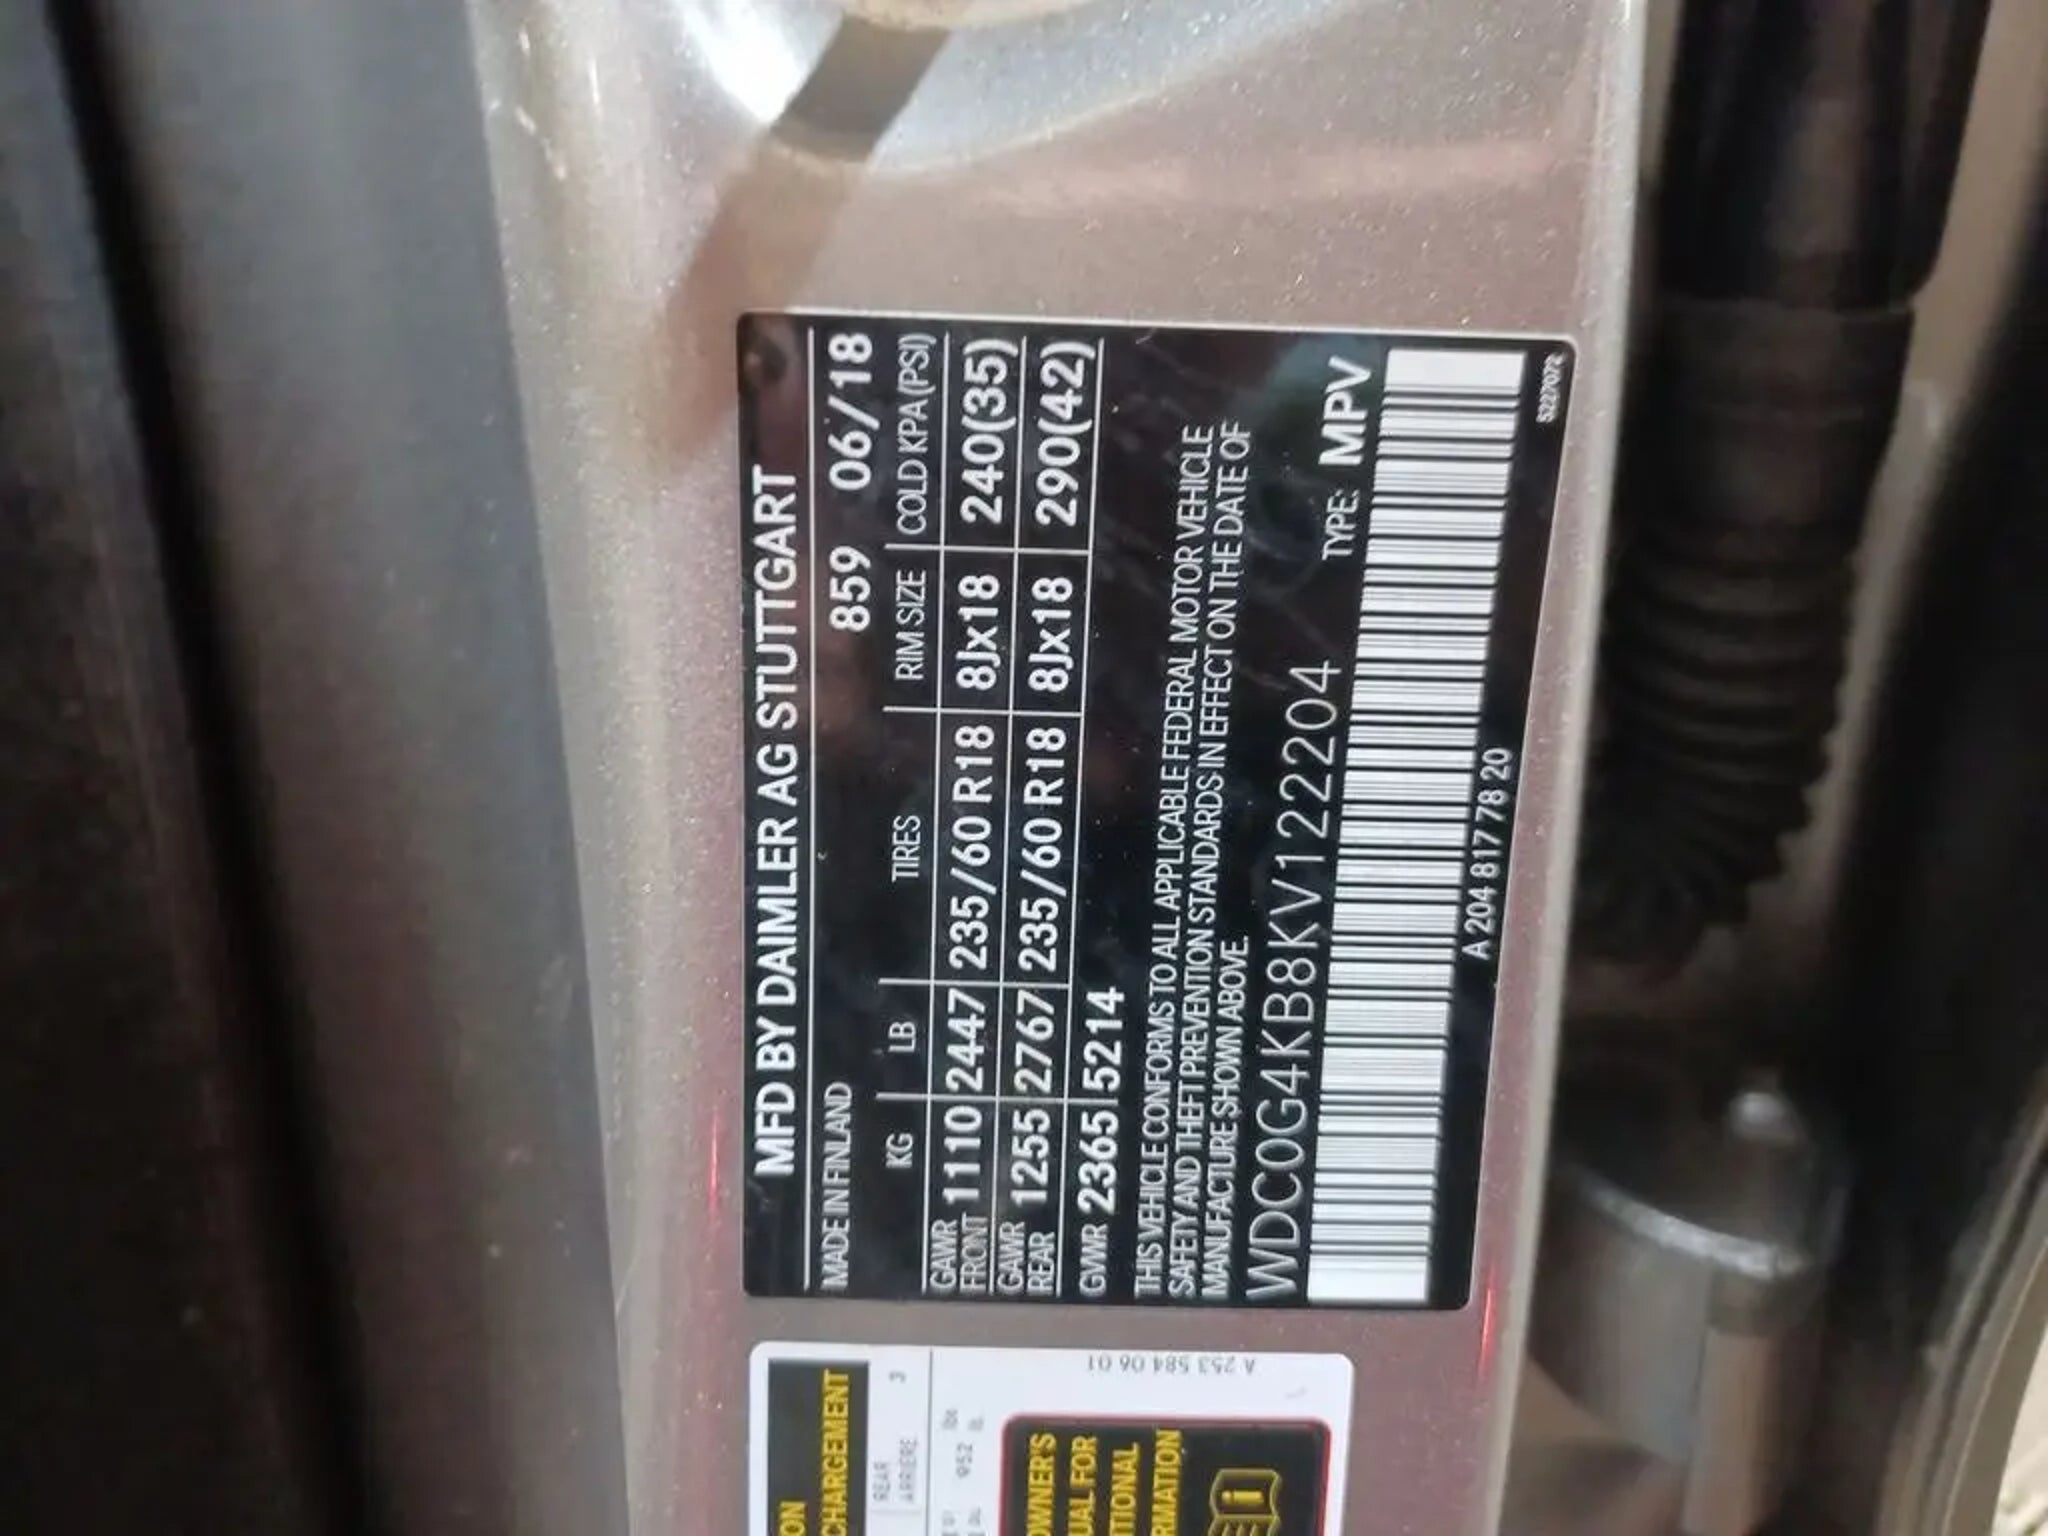 MFD BY DAIMLER AG STUTTGART
MADE IN FINLAND 859 06/18
KG LB TIRES RIM SIZE COLD KPA (PSI)
GAWR FRONT 1110 2447 235/60 R18 8Jx18 240(35)
GAWR REAR 1255 2767 235/60 R18 8Jx18 290(42)
GVWR 2365 5214
THIS VEHICLE CONFORMS TO ALL APPLICABLE FEDERAL MOTOR VEHICLE
SAFETY AND THEFT PREVENTION STANDARDS IN EFFECT ON THE DATE OF
MANUFACTURE SHOWN ABOVE.
WDC0G4KB8KV122204 TYPE: MPV
A 204 817 78 20
5227072
CHARGEMENT
REAR 3
ARRIERE
952
OWNER'S
UAL FOR
ITIONAL
RMATION
A 253 584 06 01